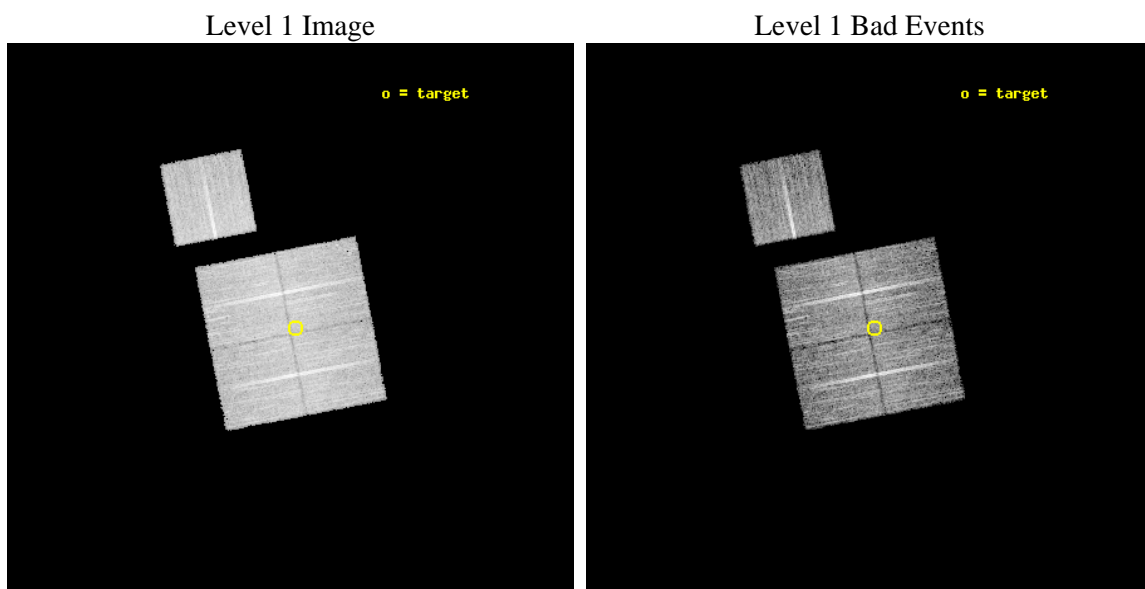 Level 1 Image
Level 1 Bad Events
o = target
o = target